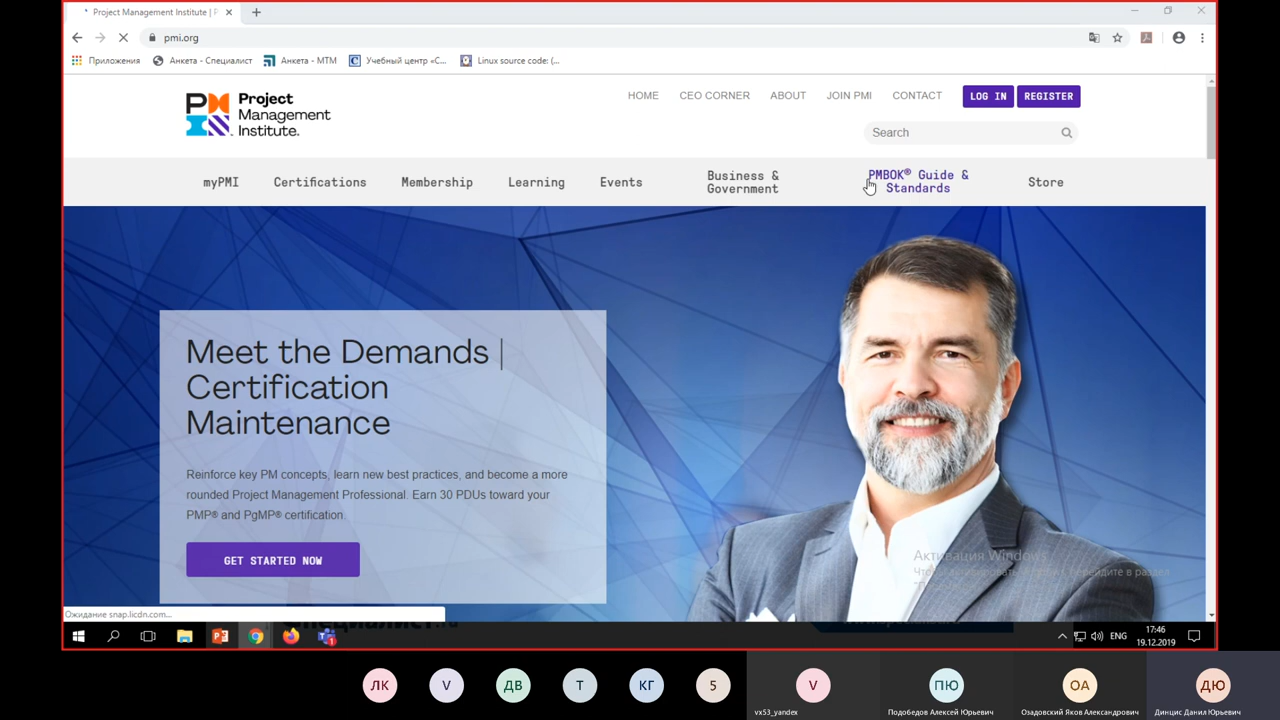 Project Management Institute | P
pmi.org
Приложения
Анкета - Специалист
Анкета - МТМ
Учебный центр «С...
Linux source code: (...
Project
Management
Institute.
HOME
CEO CORNER
ABOUT
JOIN PMI
CONTACT
LOG IN
REGISTER
Search
myPMI
Certifications
Membership
Learning
Events
Business &
Government
PMBOK® Guide &
Standards
Store
Meet the Demands |
Certification
Maintenance
Reinforce key PM concepts, learn new best practices, and become a more
rounded Project Management Professional. Earn 30 PDUs toward your
PMP® and PgMP® certification.
GET STARTED NOW
Активация Windows
перейдите в раздел
Ожидание snap.licdn.com...
ENG
17:46
19.12.2019
ЛК
V
ДВ
Т
КГ
5
V
ПЮ
ОА
ДЮ
vx53_yandex
Подобедов Алексей Юрьевич
Озадовский Яков Александрович
Динцис Данил Юрьевич